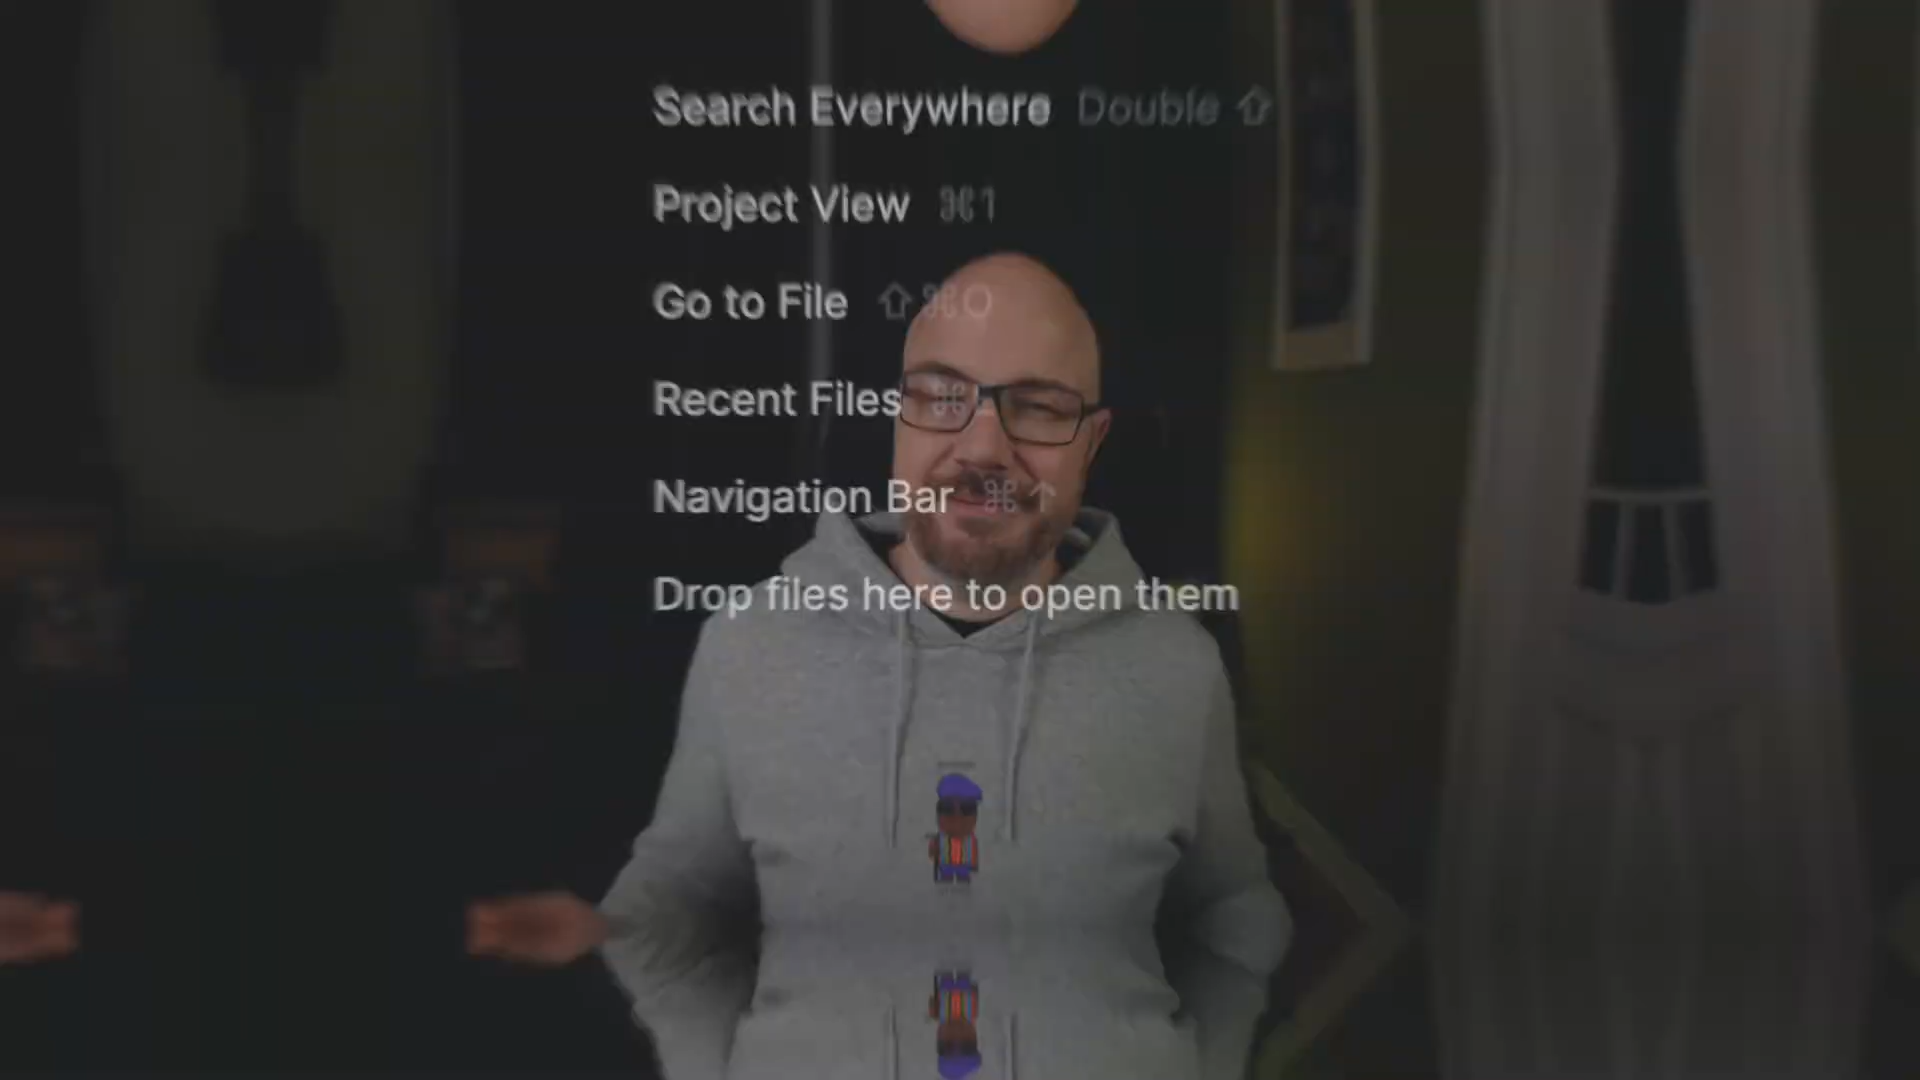 Search Everywhere Double ⇧
Project View ⌘1
Go to File ⇧⌘O
Recent Files ⌘
Navigation Bar ⌘↑
Drop files here to open them